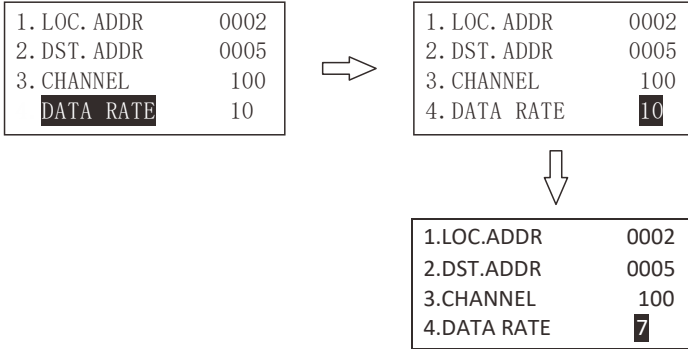 1.LOC.ADDR 0002
2.DST.ADDR 0005
3.CHANNEL 100
DATA RATE 10
1.LOC.ADDR 0002
2.DST.ADDR 0005
3.CHANNEL 100
4.DATA RATE 10
1.LOC.ADDR 0002
2.DST.ADDR 0005
3.CHANNEL 100
4.DATA RATE 7